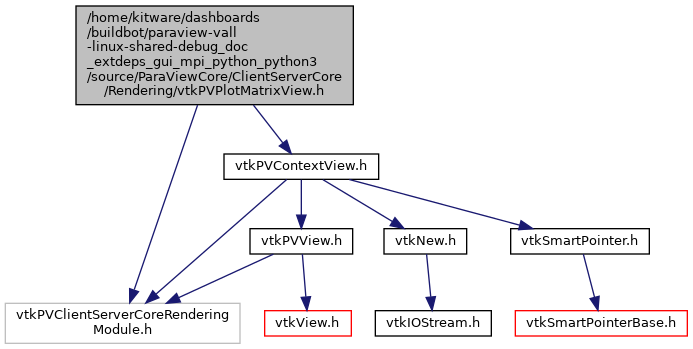 /home/kitware/dashboards
/buildbot/paraview-vall
-linux-shared-debug_doc
_extdeps_gui_mpi_python_python3
/source/ParaViewCore/ClientServerCore
/Rendering/vtkPVPlotMatrixView.h
vtkPVContextView.h
vtkPVView.h
vtkNew.h
vtkSmartPointer.h
vtkPVClientServerCoreRendering
Module.h
vtkView.h
vtkIOStream.h
vtkSmartPointerBase.h